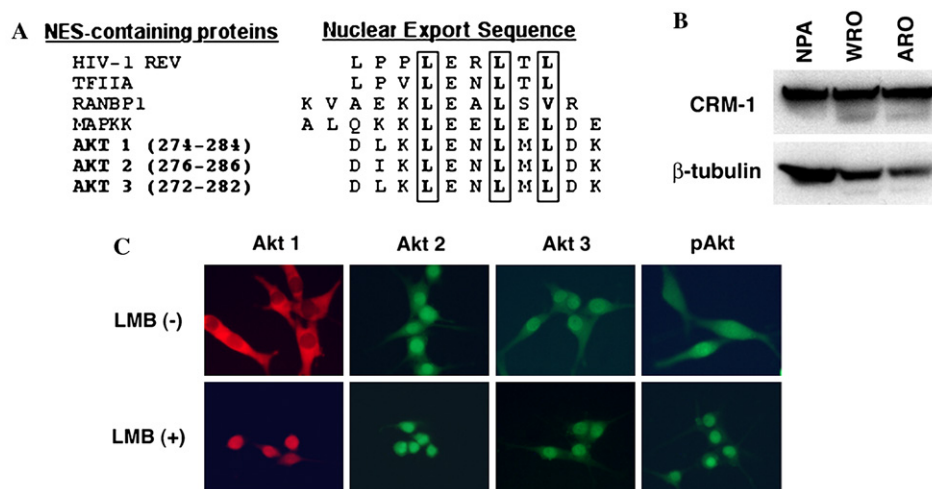 A NES-containing proteins Nuclear Export Sequence
HIV-1 REV L P P L E R L T L
TFIIA L P V L E N L T L
RANBP1 K V A E K L E A L S V R
MAPKK A L Q K K L E E L E L D E
AKT 1 (274-284) D L K L E N L M L D K
AKT 2 (276-286) D I K L E N L M L D K
AKT 3 (272-282) D L K L E N L M L D K
B
NPA WRO ARO
CRM-1
β-tubulin
C Akt 1 Akt 2 Akt 3 pAkt
LMB (-)
LMB (+)